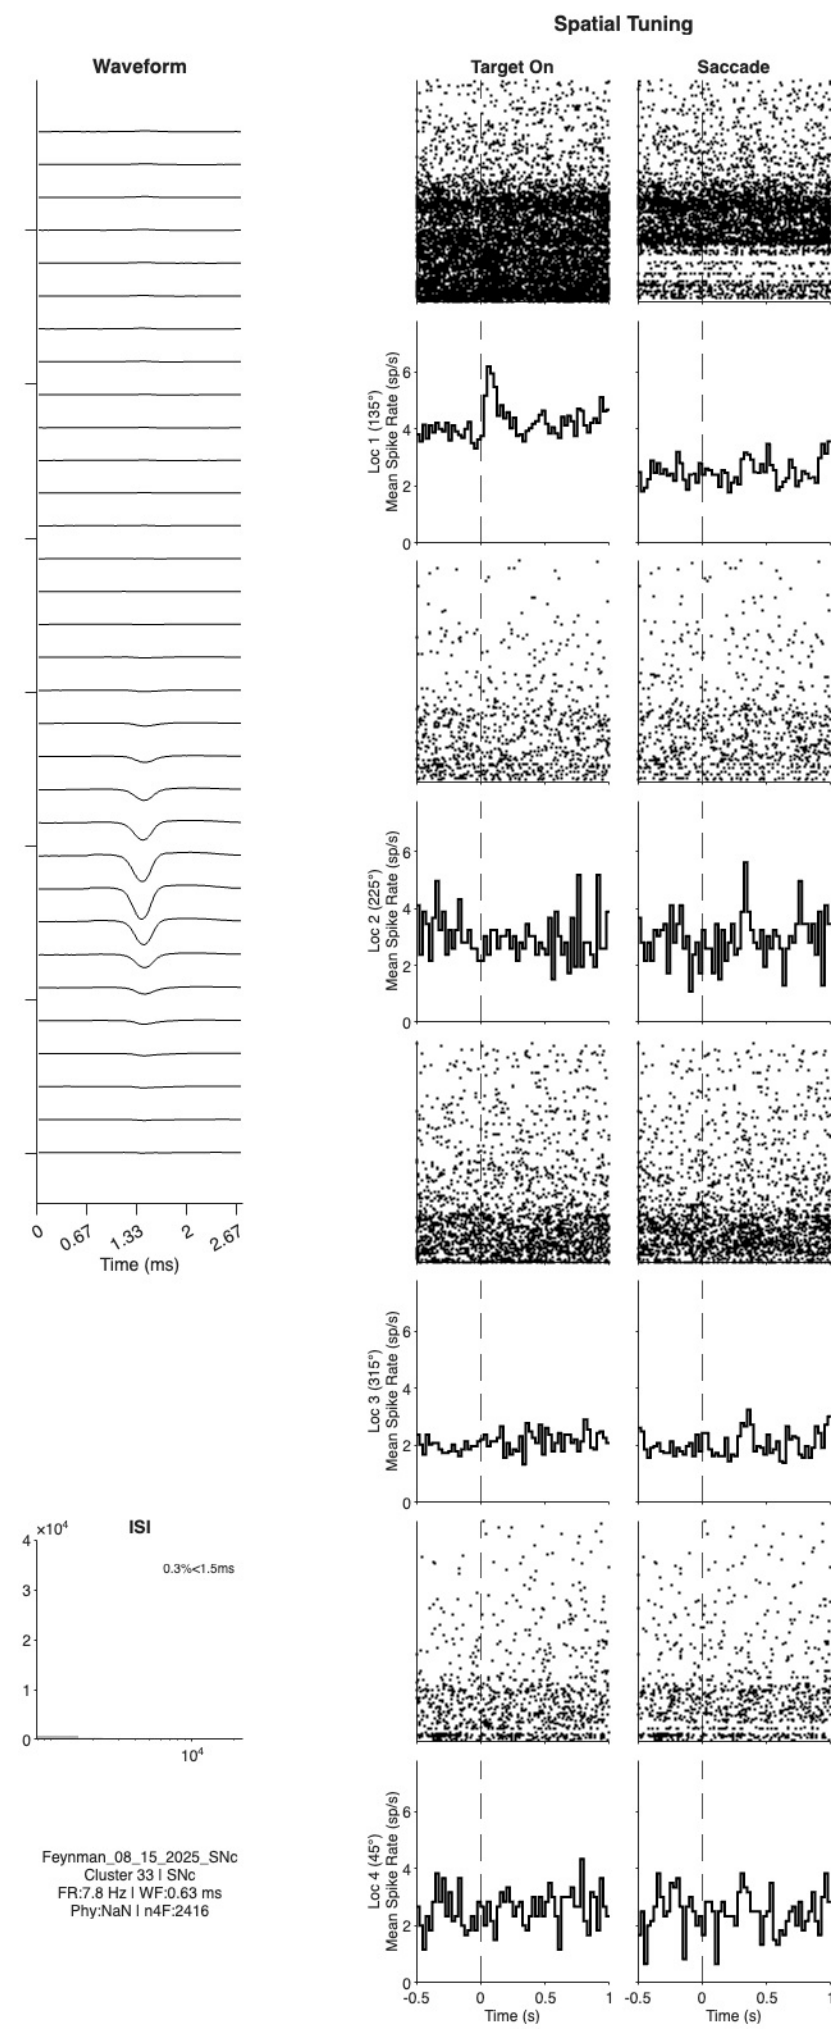 Spatial Tuning
Waveform
Target On
Saccade
6
4
2
0
Loc 1 (135°)
Mean Spike Rate (sp/s)
6
4
2
0
Loc 2 (225°)
Mean Spike Rate (sp/s)
0
0.67
1.33
2
2.67
Time (ms)
6
4
2
0
Loc 3 (315°)
Mean Spike Rate (sp/s)
ISI
×10⁴
4
3
2
1
0
0.3%<1.5ms
10⁴
Feynman_08_15_2025_SNc
Cluster 33 | SNc
FR:7.8 Hz | WF:0.63 ms
Phy:NaN | n4F:2416
6
4
2
0
Loc 4 (45°)
Mean Spike Rate (sp/s)
-0.5
0
0.5
1
Time (s)
-0.5
0
0.5
1
Time (s)